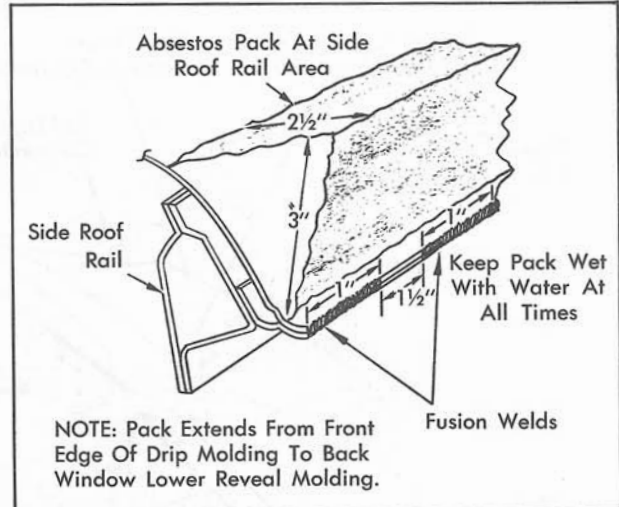 Absestos Pack At Side
Roof Rail Area
2½"
3"
Side Roof
Rail
1"
1"
1½"
Keep Pack Wet
With Water At
All Times
Fusion Welds
NOTE: Pack Extends From Front
Edge Of Drip Molding To Back
Window Lower Reveal Molding.